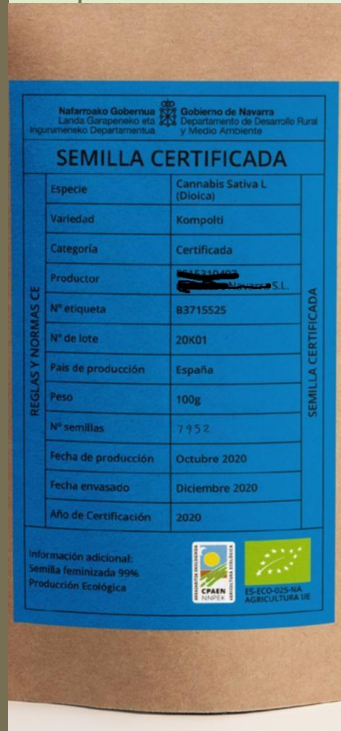 Nafarroako Gobernua
Landa Garapeneko eta
Ingurumeneko Departamentua
Gobierno de Navarra
Departamento de Desarrollo Rural
y Medio Ambiente
SEMILLA CERTIFICADA
Especie Cannabis Sativa L
(Dioica)
Variedad Kompolti
Categoría Certificada
Productor
Navarra S.L.
Nº etiqueta B3715525
Nº de lote 20K01
País de producción España
Peso 100g
Nº semillas 7952
Fecha de producción Octubre 2020
Fecha envasado Diciembre 2020
Año de Certificación 2020
REGLAS Y NORMAS CE
SEMILLA CERTIFICADA
Información adicional:
Semilla feminizada 99%
Producción Ecológica
CPAEN
NNPEK
ES-ECO-025-NA
AGRICULTURA UE